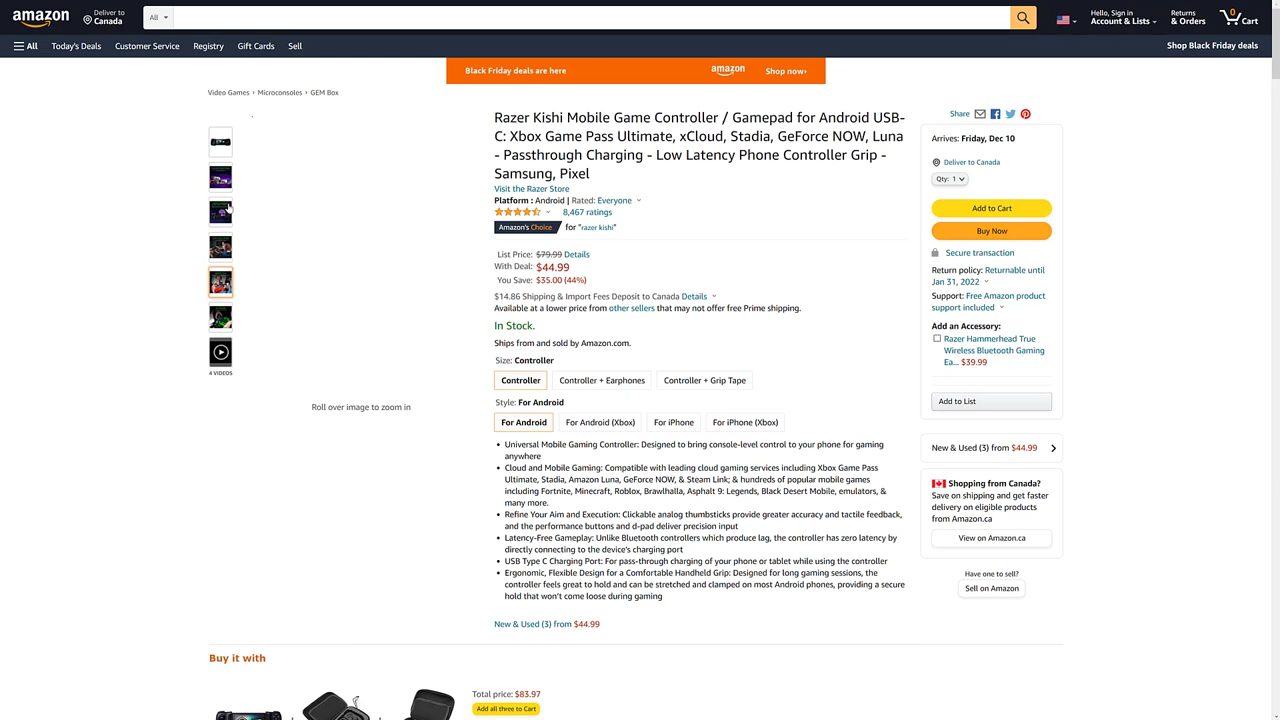 amazon
Deliver to
Canada
All
Hello, Sign in
Account & Lists
Returns
& Orders
0
Cart
All
Today's Deals
Customer Service
Registry
Gift Cards
Sell
Shop Black Friday deals
Black Friday deals are here
amazon
Shop now›
Video Games › Microconsoles › GEM Box
4 VIDEOS
Roll over image to zoom in
Razer Kishi Mobile Game Controller / Gamepad for Android USB-
C: Xbox Game Pass Ultimate, xCloud, Stadia, GeForce NOW, Luna
- Passthrough Charging - Low Latency Phone Controller Grip -
Samsung, Pixel
Visit the Razer Store
Platform : Android | Rated: Everyone
8,467 ratings
Amazon's Choice for "razer kishi"
List Price: $79.99 Details
With Deal: $44.99
You Save: $35.00 (44%)
$14.86 Shipping & Import Fees Deposit to Canada Details
Available at a lower price from other sellers that may not offer free Prime shipping.
In Stock.
Ships from and sold by Amazon.com.
Size: Controller
Controller
Controller + Earphones
Controller + Grip Tape
Style: For Android
For Android
For Android (Xbox)
For iPhone
For iPhone (Xbox)
• Universal Mobile Gaming Controller: Designed to bring console-level control to your phone for gaming
anywhere
• Cloud and Mobile Gaming: Compatible with leading cloud gaming services including Xbox Game Pass
Ultimate, Stadia, Amazon Luna, GeForce NOW, & Steam Link; & hundreds of popular mobile games
including Fortnite, Minecraft, Roblox, Brawlhalla, Asphalt 9: Legends, Black Desert Mobile, emulators, &
many more.
• Refine Your Aim and Execution: Clickable analog thumbsticks provide greater accuracy and tactile feedback,
and the performance buttons and d-pad deliver precision input
• Latency-Free Gameplay: Unlike Bluetooth controllers which produce lag, the controller has zero latency by
directly connecting to the device's charging port
• USB Type C Charging Port: For pass-through charging of your phone or tablet while using the controller
• Ergonomic, Flexible Design for a Comfortable Handheld Grip: Designed for long gaming sessions, the
controller feels great to hold and can be stretched and clamped on most Android phones, providing a secure
hold that won't come loose during gaming
New & Used (3) from $44.99
Share
Arrives: Friday, Dec 10
Deliver to Canada
Qty: 1
Add to Cart
Buy Now
Secure transaction
Return policy: Returnable until
Jan 31, 2022
Support: Free Amazon product
support included
Add an Accessory:
Razer Hammerhead True
Wireless Bluetooth Gaming
Ea... $39.99
Add to List
New & Used (3) from $44.99
Shopping from Canada?
Save on shipping and get faster
delivery on eligible products
from Amazon.ca
View on Amazon.ca
Have one to sell?
Sell on Amazon
Buy it with
Total price: $83.97
Add all three to Cart